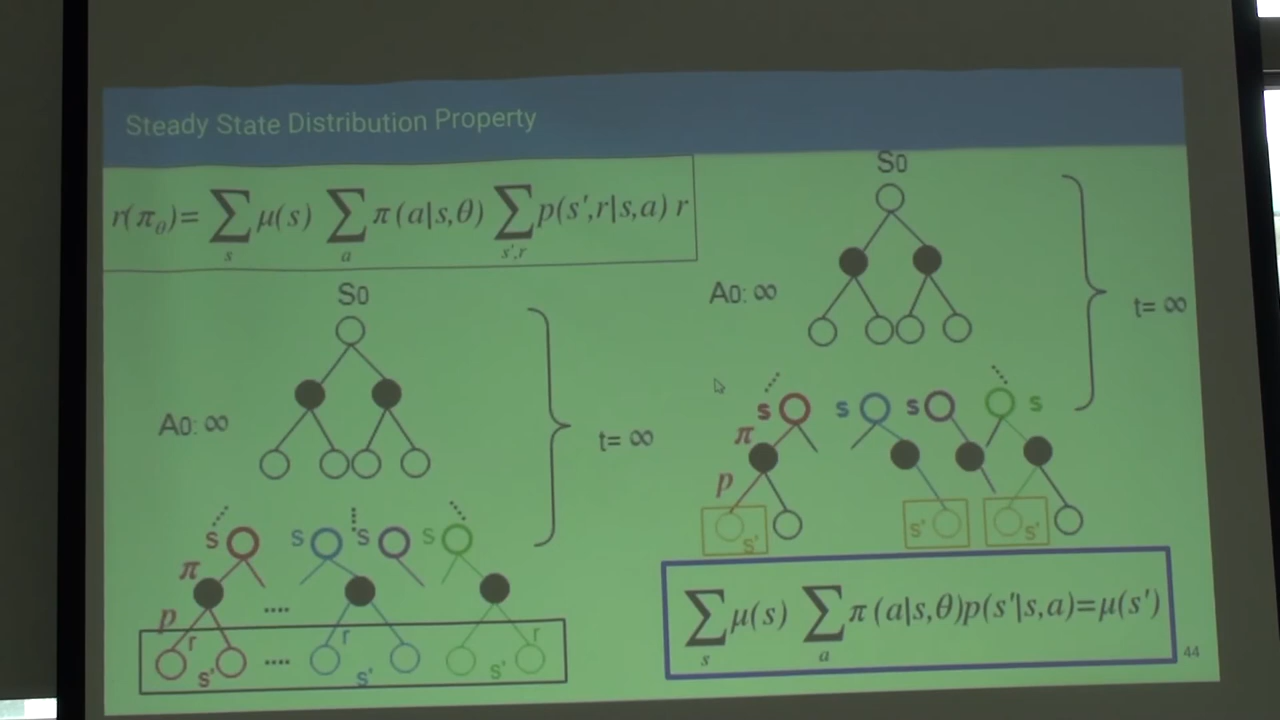 Steady State Distribution Property
r(π_θ)= ∑_s μ(s) ∑_a π(a|s,θ) ∑_{s',r} p(s',r|s,a) r
S0
A0: ∞
t= ∞
s s s s
π
p
....
r r r
s' .... s' s'
S0
A0: ∞
t= ∞
s s s s
π
p
s' s' s'
∑_s μ(s) ∑_a π(a|s,θ)p(s'|s,a)=μ(s')
44